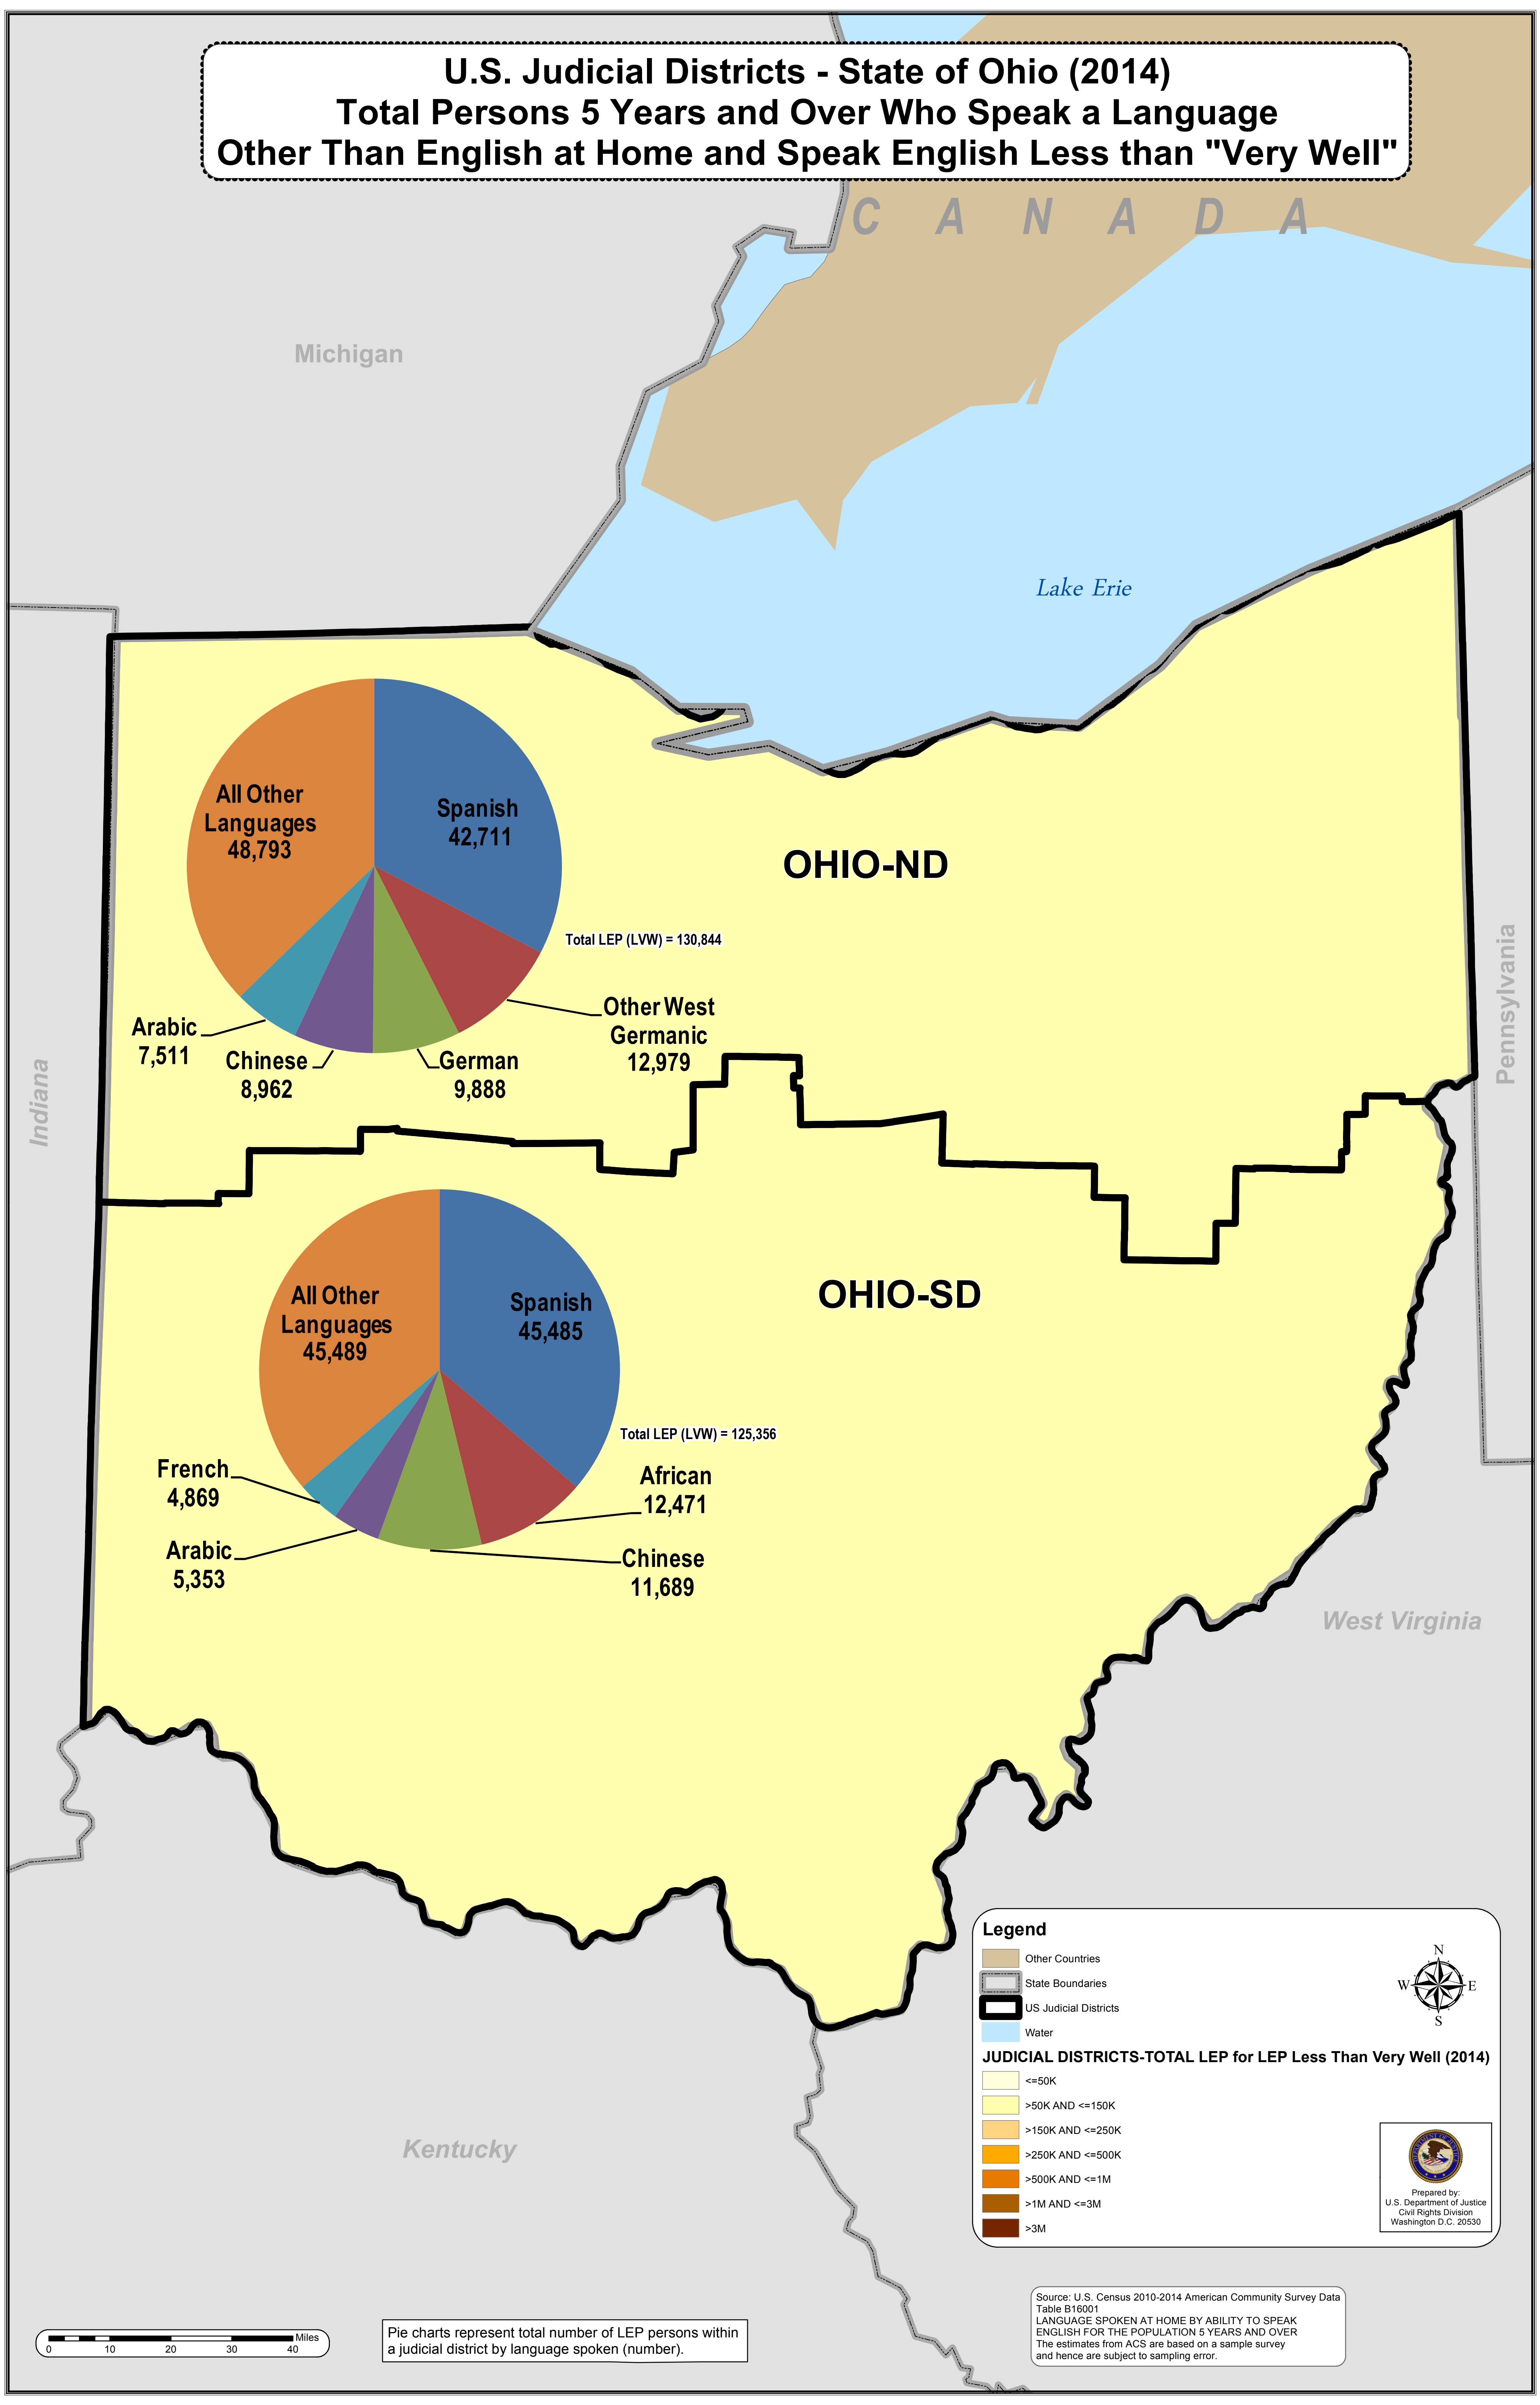 U.S. Judicial Districts - State of Ohio (2014)
Total Persons 5 Years and Over Who Speak a Language
Other Than English at Home and Speak English Less than "Very Well"
C A N A D A
Michigan
Lake Erie
All Other
Languages
48,793
Spanish
42,711
OHIO-ND
Total LEP (LVW) = 130,844
Other West
Germanic
12,979
Arabic
7,511
Chinese
8,962
German
9,888
Pennsylvania
Indiana
All Other
Languages
45,489
Spanish
45,485
OHIO-SD
Total LEP (LVW) = 125,356
French
4,869
African
12,471
Arabic
5,353
Chinese
11,689
West Virginia
Kentucky
Legend
Other Countries
State Boundaries
US Judicial Districts
Water
N
W
E
S
JUDICIAL DISTRICTS-TOTAL LEP for LEP Less Than Very Well (2014)
<=50K
>50K AND <=150K
>150K AND <=250K
>250K AND <=500K
>500K AND <=1M
>1M AND <=3M
>3M
Prepared by:
U.S. Department of Justice
Civil Rights Division
Washington D.C. 20530
Source: U.S. Census 2010-2014 American Community Survey Data
Table B16001
LANGUAGE SPOKEN AT HOME BY ABILITY TO SPEAK
ENGLISH FOR THE POPULATION 5 YEARS AND OVER
The estimates from ACS are based on a sample survey
and hence are subject to sampling error.
Miles
0 10 20 30 40
Pie charts represent total number of LEP persons within
a judicial district by language spoken (number).